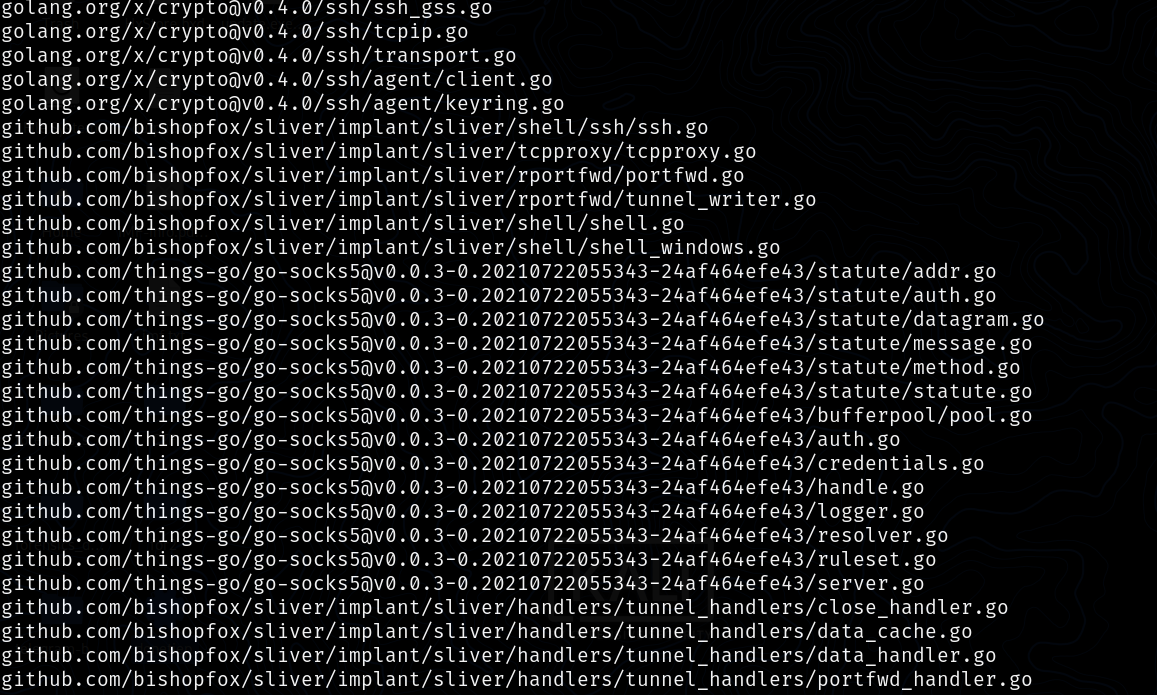 golang.org/x/crypto@v0.4.0/ssh/ssh_gss.go
golang.org/x/crypto@v0.4.0/ssh/tcpip.go
golang.org/x/crypto@v0.4.0/ssh/transport.go
golang.org/x/crypto@v0.4.0/ssh/agent/client.go
golang.org/x/crypto@v0.4.0/ssh/agent/keyring.go
github.com/bishopfox/sliver/implant/sliver/shell/ssh/ssh.go
github.com/bishopfox/sliver/implant/sliver/tcpproxy/tcpproxy.go
github.com/bishopfox/sliver/implant/sliver/rportfwd/portfwd.go
github.com/bishopfox/sliver/implant/sliver/rportfwd/tunnel_writer.go
github.com/bishopfox/sliver/implant/sliver/shell/shell.go
github.com/bishopfox/sliver/implant/sliver/shell/shell_windows.go
github.com/things-go/go-socks5@v0.0.3-0.20210722055343-24af464efe43/statute/addr.go
github.com/things-go/go-socks5@v0.0.3-0.20210722055343-24af464efe43/statute/auth.go
github.com/things-go/go-socks5@v0.0.3-0.20210722055343-24af464efe43/statute/datagram.go
github.com/things-go/go-socks5@v0.0.3-0.20210722055343-24af464efe43/statute/message.go
github.com/things-go/go-socks5@v0.0.3-0.20210722055343-24af464efe43/statute/method.go
github.com/things-go/go-socks5@v0.0.3-0.20210722055343-24af464efe43/statute/statute.go
github.com/things-go/go-socks5@v0.0.3-0.20210722055343-24af464efe43/bufferpool/pool.go
github.com/things-go/go-socks5@v0.0.3-0.20210722055343-24af464efe43/auth.go
github.com/things-go/go-socks5@v0.0.3-0.20210722055343-24af464efe43/credentials.go
github.com/things-go/go-socks5@v0.0.3-0.20210722055343-24af464efe43/handle.go
github.com/things-go/go-socks5@v0.0.3-0.20210722055343-24af464efe43/logger.go
github.com/things-go/go-socks5@v0.0.3-0.20210722055343-24af464efe43/resolver.go
github.com/things-go/go-socks5@v0.0.3-0.20210722055343-24af464efe43/ruleset.go
github.com/things-go/go-socks5@v0.0.3-0.20210722055343-24af464efe43/server.go
github.com/bishopfox/sliver/implant/sliver/handlers/tunnel_handlers/close_handler.go
github.com/bishopfox/sliver/implant/sliver/handlers/tunnel_handlers/data_cache.go
github.com/bishopfox/sliver/implant/sliver/handlers/tunnel_handlers/data_handler.go
github.com/bishopfox/sliver/implant/sliver/handlers/tunnel_handlers/portfwd_handler.go